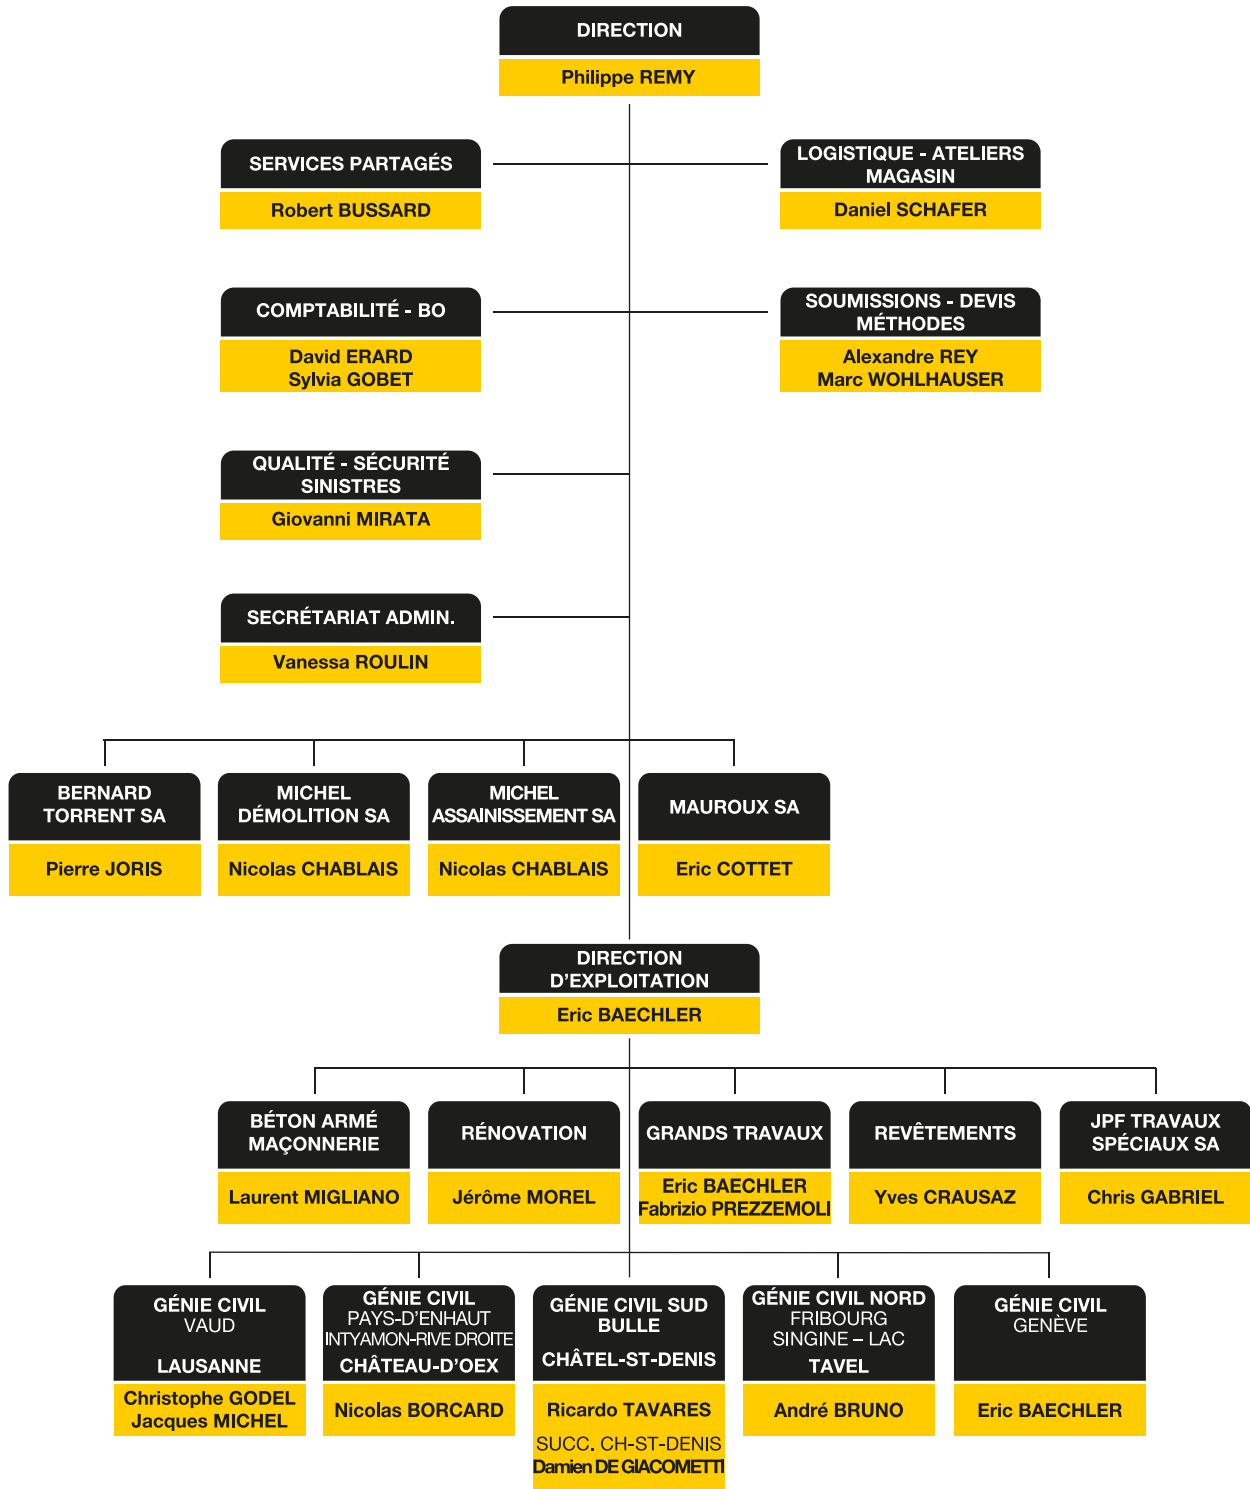 DIRECTION
Philippe REMY
SERVICES PARTAGÉS
Robert BUSSARD
LOGISTIQUE - ATELIERS
MAGASIN
Daniel SCHAFER
COMPTABILITÉ - BO
David ERARD
Sylvia GOBET
SOUMISSIONS - DEVIS
MÉTHODES
Alexandre REY
Marc WOHLHAUSER
QUALITÉ - SÉCURITÉ
SINISTRES
Giovanni MIRATA
SECRÉTARIAT ADMIN.
Vanessa ROULIN
BERNARD
TORRENT SA
Pierre JORIS
MICHEL
DÉMOLITION SA
Nicolas CHABLAIS
MICHEL
ASSAINISSEMENT SA
Nicolas CHABLAIS
MAUROUX SA
Eric COTTET
DIRECTION
D'EXPLOITATION
Eric BAECHLER
BÉTON ARMÉ
MAÇONNERIE
Laurent MIGLIANO
RÉNOVATION
Jérôme MOREL
GRANDS TRAVAUX
Eric BAECHLER
Fabrizio PREZZEMOLI
REVÊTEMENTS
Yves CRAUSAZ
JPF TRAVAUX
SPÉCIAUX SA
Chris GABRIEL
GÉNIE CIVIL
VAUD
LAUSANNE
Christophe GODEL
Jacques MICHEL
GÉNIE CIVIL
PAYS-D'ENHAUT
INTYAMON-RIVE DROITE
CHÂTEAU-D'OEX
Nicolas BORCARD
GÉNIE CIVIL SUD
BULLE
CHÂTEL-ST-DENIS
Ricardo TAVARES
SUCC. CH-ST-DENIS
Damien DE GIACOMETTI
GÉNIE CIVIL NORD
FRIBOURG
SINGINE – LAC
TAVEL
André BRUNO
GÉNIE CIVIL
GENÈVE
Eric BAECHLER